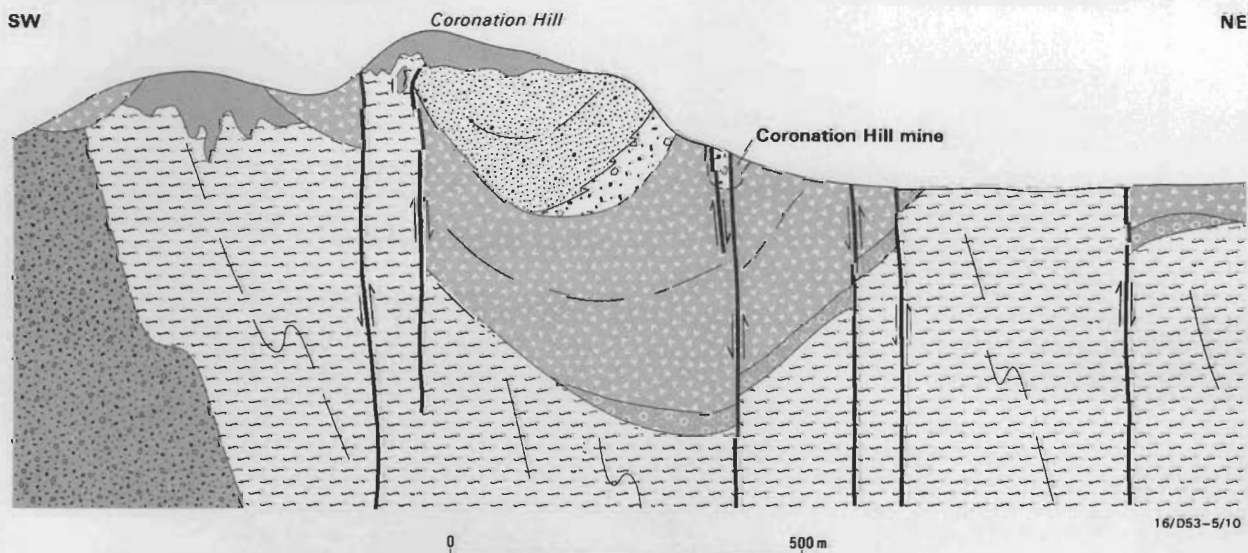 SW
Coronation Hill
NE
Coronation Hill mine
16/D53-5/10
0
500 m